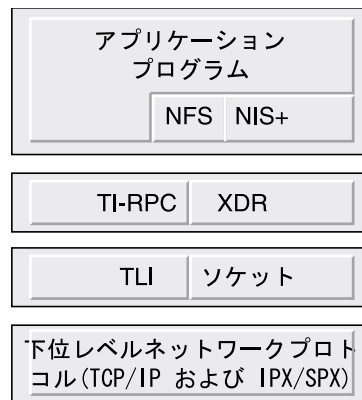 アプリケーション
プログラム
NFS NIS+
TI-RPC XDR
TLI ソケット
下位レベルネットワークプロト
コル(TCP/IP および IPX/SPX)